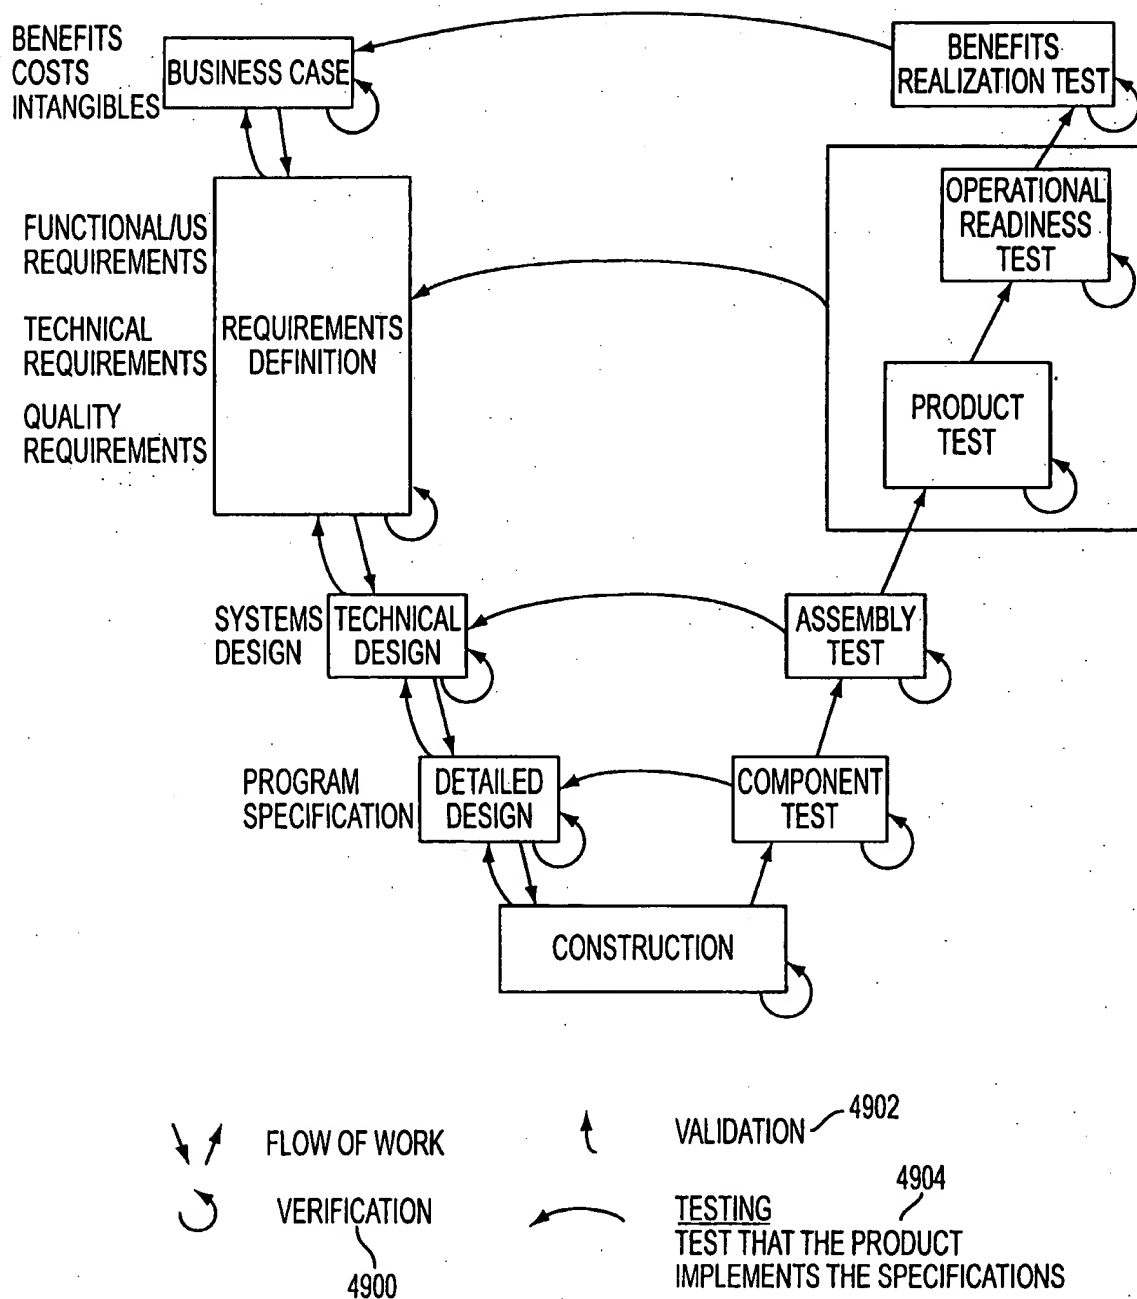 BENEFITS
COSTS
INTANGIBLES
BUSINESS CASE
BENEFITS
REALIZATION TEST
FUNCTIONAL/US
REQUIREMENTS
TECHNICAL
REQUIREMENTS
QUALITY
REQUIREMENTS
REQUIREMENTS
DEFINITION
OPERATIONAL
READINESS
TEST
PRODUCT
TEST
SYSTEMS
DESIGN
TECHNICAL
DESIGN
ASSEMBLY
TEST
PROGRAM
SPECIFICATION
DETAILED
DESIGN
COMPONENT
TEST
CONSTRUCTION
FLOW OF WORK
VALIDATION
4902
VERIFICATION
4900
4904
TESTING
TEST THAT THE PRODUCT
IMPLEMENTS THE SPECIFICATIONS